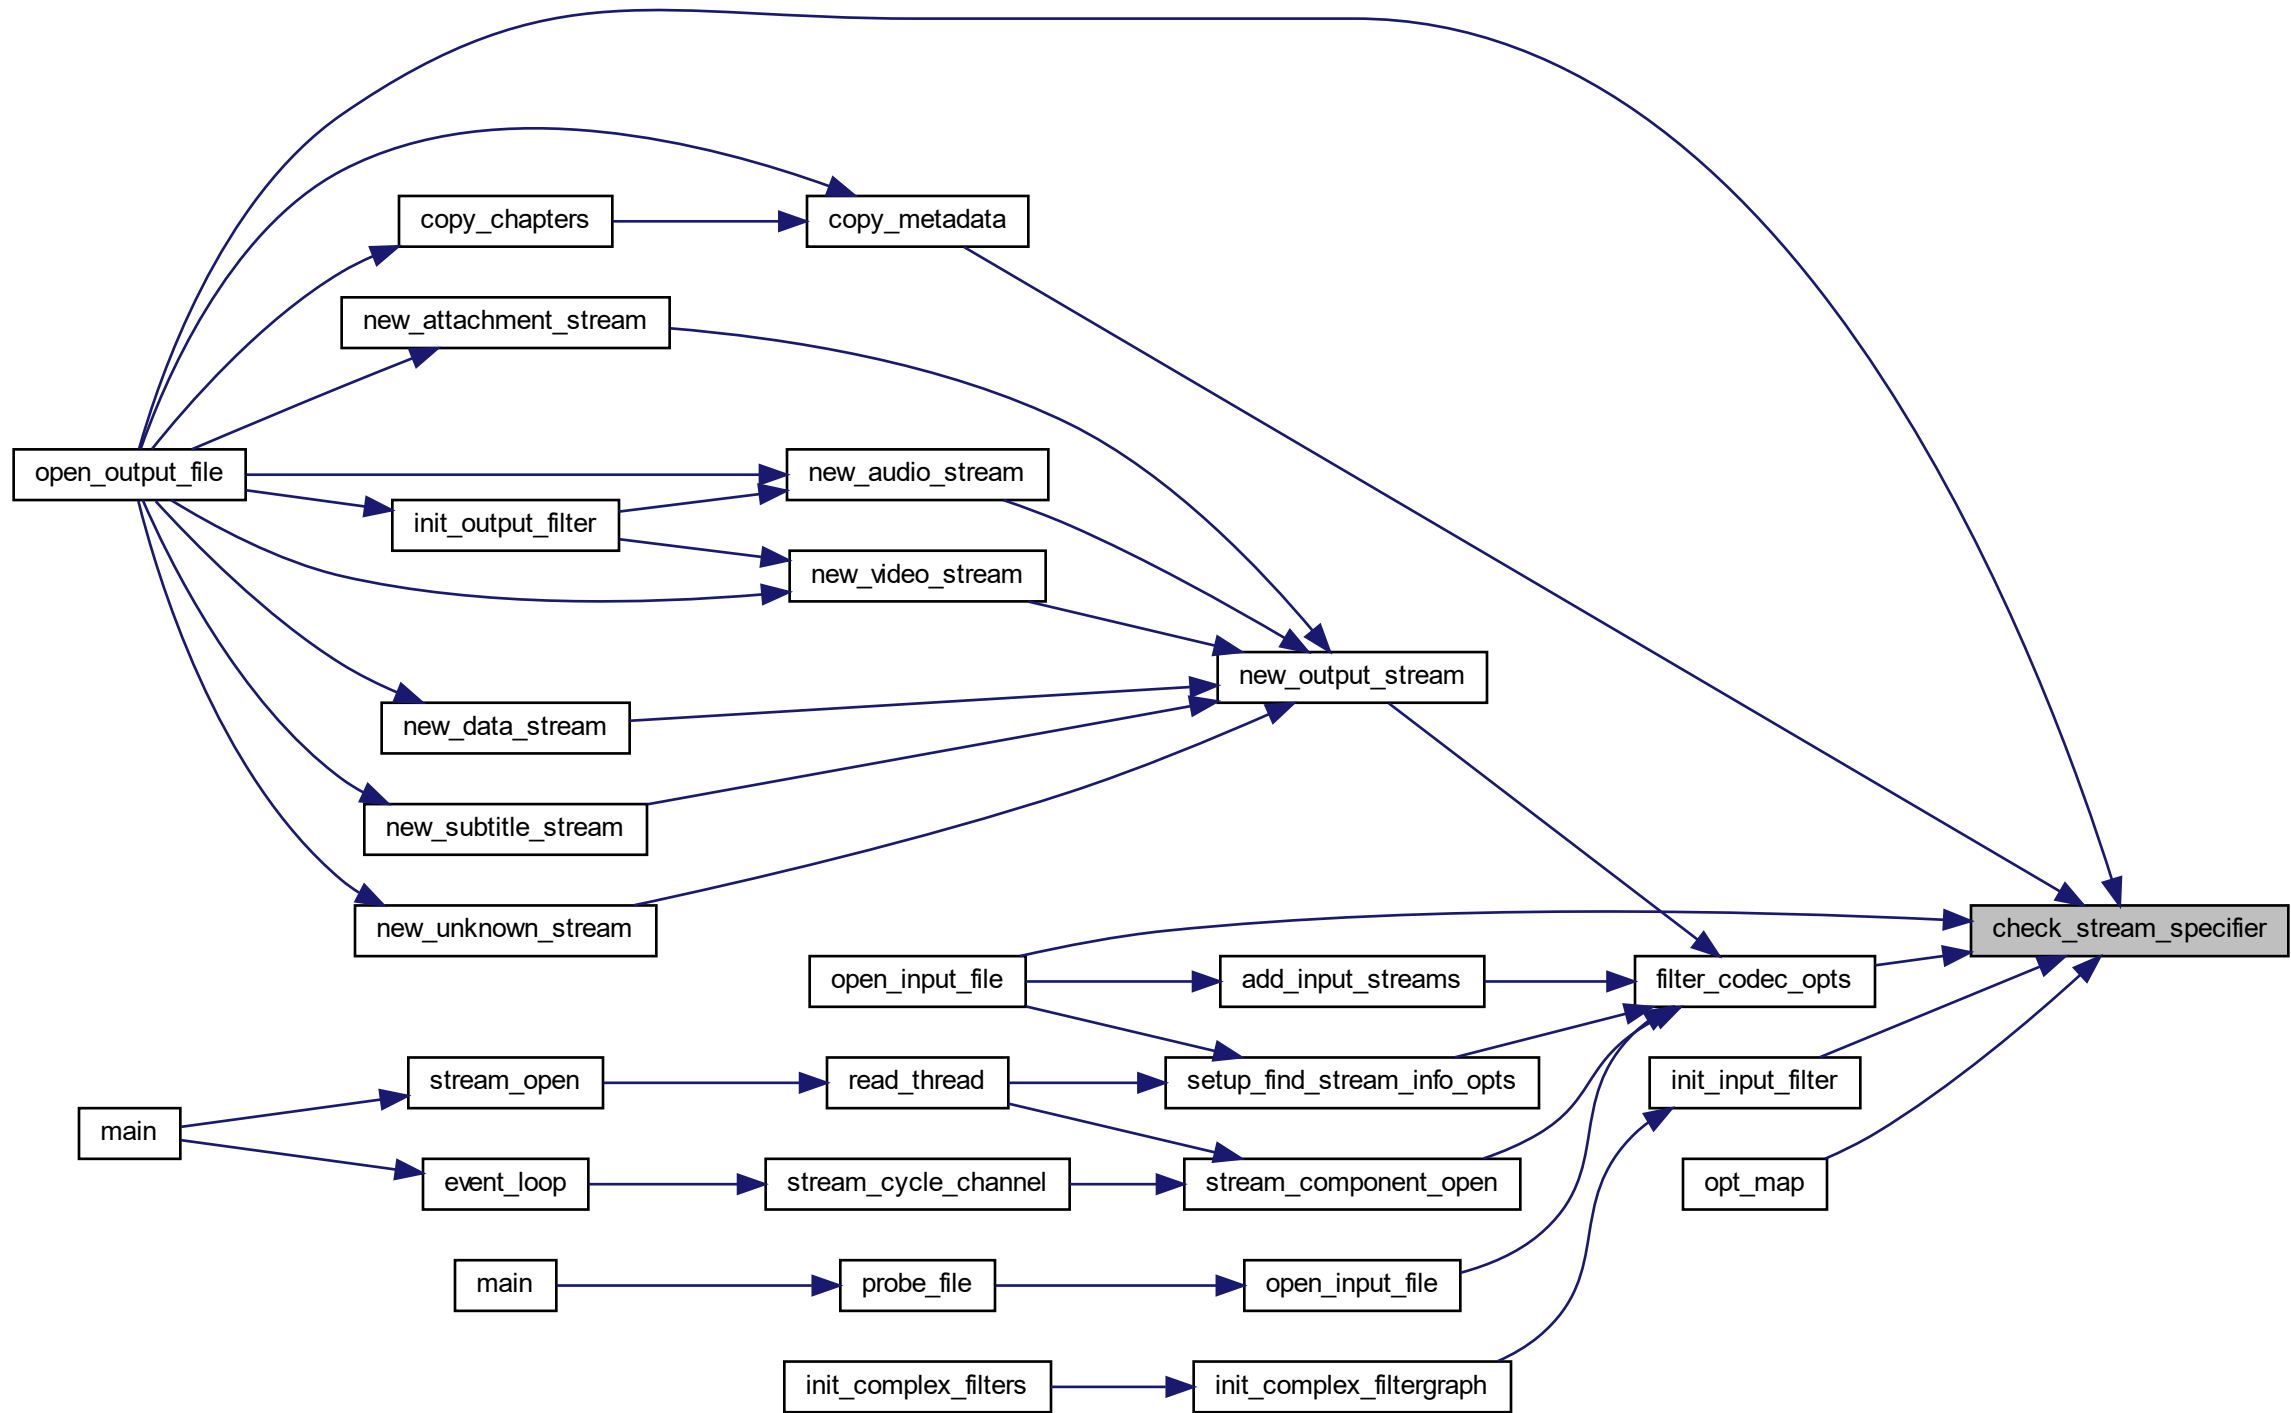 copy_chapters
copy_metadata
new_attachment_stream
open_output_file
new_audio_stream
init_output_filter
new_video_stream
new_output_stream
new_data_stream
new_subtitle_stream
new_unknown_stream
check_stream_specifier
open_input_file
add_input_streams
filter_codec_opts
stream_open
read_thread
setup_find_stream_info_opts
init_input_filter
main
event_loop
stream_cycle_channel
stream_component_open
opt_map
main
probe_file
open_input_file
init_complex_filters
init_complex_filtergraph